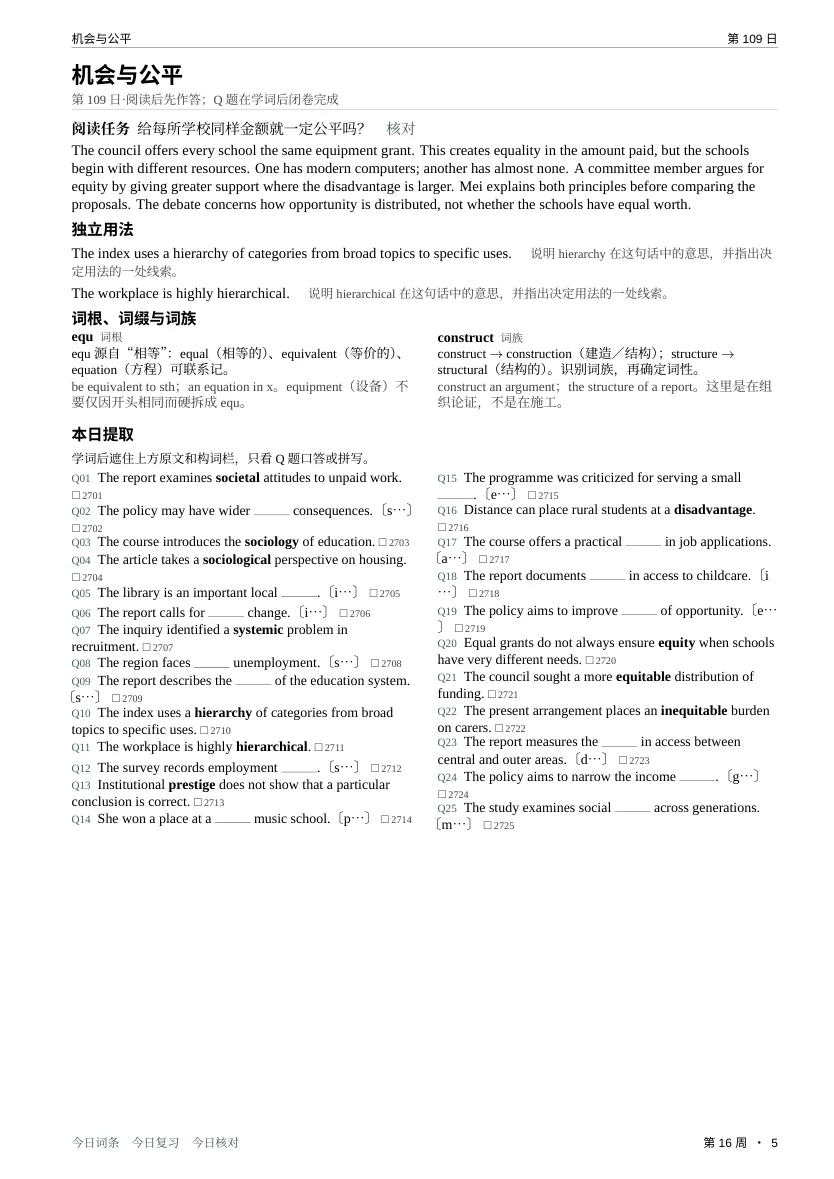 机会与公平
第 109 日
机会与公平
第 109 日·阅读后先作答；Q 题在学词后闭卷完成
阅读任务 给每所学校同样金额就一定公平吗？ 核对
The council offers every school the same equipment grant. This creates equality in the amount paid, but the schools
begin with different resources. One has modern computers; another has almost none. A committee member argues for
equity by giving greater support where the disadvantage is larger. Mei explains both principles before comparing the
proposals. The debate concerns how opportunity is distributed, not whether the schools have equal worth.
独立用法
The index uses a hierarchy of categories from broad topics to specific uses. 说明 hierarchy 在这句话中的意思，并指出决
定用法的一处线索。
The workplace is highly hierarchical. 说明 hierarchical 在这句话中的意思，并指出决定用法的一处线索。
词根、词缀与词族
equ 词根
equ 源自“相等”：equal（相等的）、equivalent（等价的）、
equation（方程）可联系记。
be equivalent to sth；an equation in x。equipment（设备）不
要仅因开头相同而硬拆成 equ。
construct 词族
construct → construction（建造／结构）；structure →
structural（结构的）。识别词族，再确定词性。
construct an argument；the structure of a report。这里是在组
织论证，不是在施工。
本日提取
学词后遮住上方原文和构词栏，只看 Q 题口答或拼写。
Q01 The report examines societal attitudes to unpaid work.
□ 2701
Q02 The policy may have wider _____ consequences.〔s…〕
□ 2702
Q03 The course introduces the sociology of education. □ 2703
Q04 The article takes a sociological perspective on housing.
□ 2704
Q05 The library is an important local _____.〔i…〕 □ 2705
Q06 The report calls for _____ change.〔i…〕 □ 2706
Q07 The inquiry identified a systemic problem in
recruitment. □ 2707
Q08 The region faces _____ unemployment.〔s…〕 □ 2708
Q09 The report describes the _____ of the education system.
〔s…〕 □ 2709
Q10 The index uses a hierarchy of categories from broad
topics to specific uses. □ 2710
Q11 The workplace is highly hierarchical. □ 2711
Q12 The survey records employment _____.〔s…〕 □ 2712
Q13 Institutional prestige does not show that a particular
conclusion is correct. □ 2713
Q14 She won a place at a _____ music school.〔p…〕 □ 2714
Q15 The programme was criticized for serving a small
_____.〔e…〕 □ 2715
Q16 Distance can place rural students at a disadvantage.
□ 2716
Q17 The course offers a practical _____ in job applications.
〔a…〕 □ 2717
Q18 The report documents _____ in access to childcare.〔i
…〕 □ 2718
Q19 The policy aims to improve _____ of opportunity.〔e…
〕 □ 2719
Q20 Equal grants do not always ensure equity when schools
have very different needs. □ 2720
Q21 The council sought a more equitable distribution of
funding. □ 2721
Q22 The present arrangement places an inequitable burden
on carers. □ 2722
Q23 The report measures the _____ in access between
central and outer areas.〔d…〕 □ 2723
Q24 The policy aims to narrow the income _____.〔g…〕
□ 2724
Q25 The study examines social _____ across generations.
〔m…〕 □ 2725
今日词条 今日复习 今日核对
第 16 周 · 5